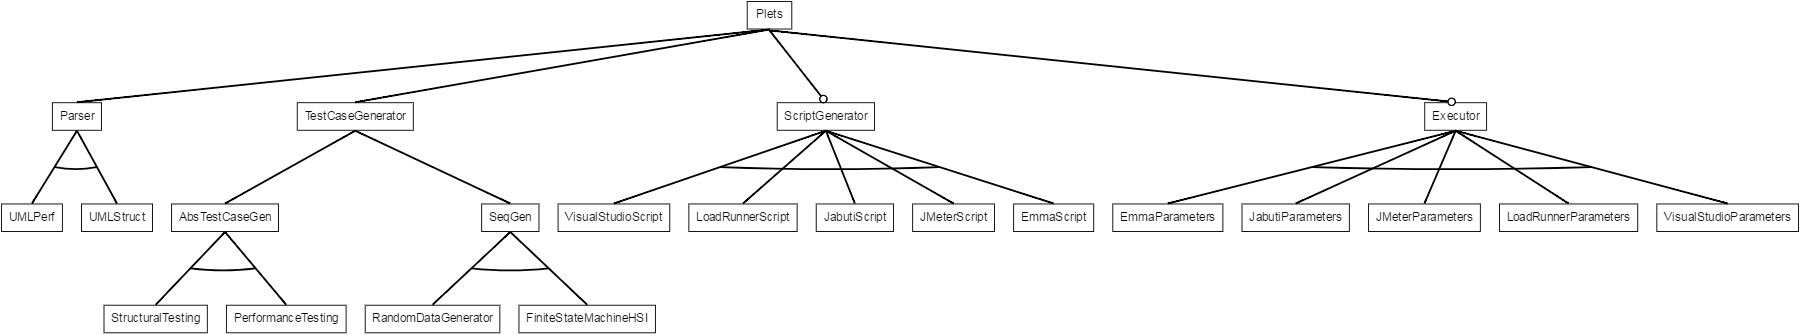 Plets
Parser
TestCaseGenerator
ScriptGenerator
Executor
UMLPerf
UMLStruct
AbsTestCaseGen
SeqGen
VisualStudioScript
LoadRunnerScript
JabutiScript
JMeterScript
EmmaScript
EmmaParameters
JabutiParameters
JMeterParameters
LoadRunnerParameters
VisualStudioParameters
StructuralTesting
PerformanceTesting
RandomDataGenerator
FiniteStateMachineHSI